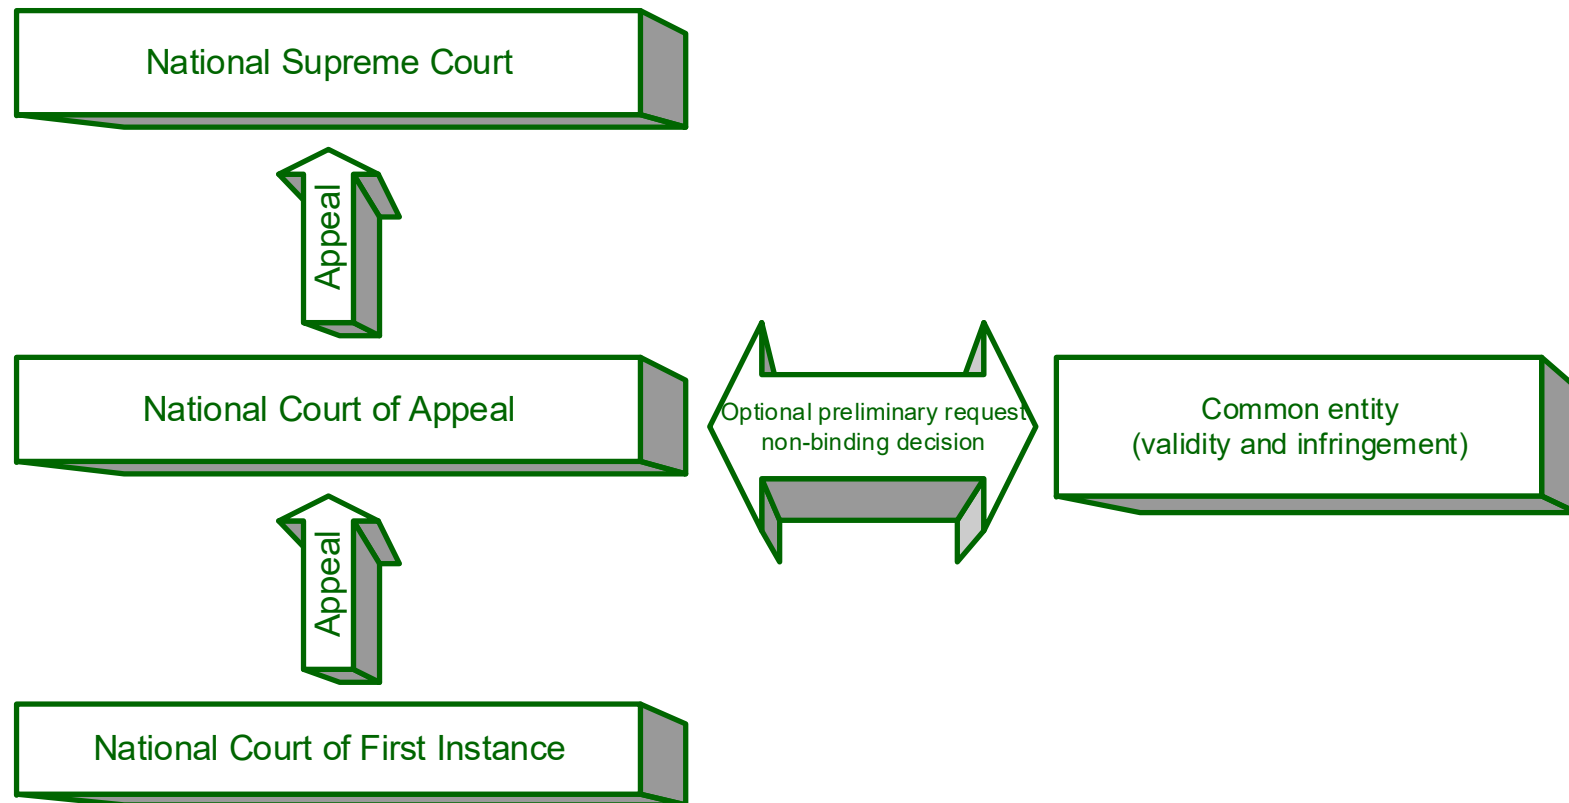 National Supreme Court
Appeal
National Court of Appeal
Optional preliminary request
non-binding decision
Common entity
(validity and infringement)
Appeal
National Court of First Instance